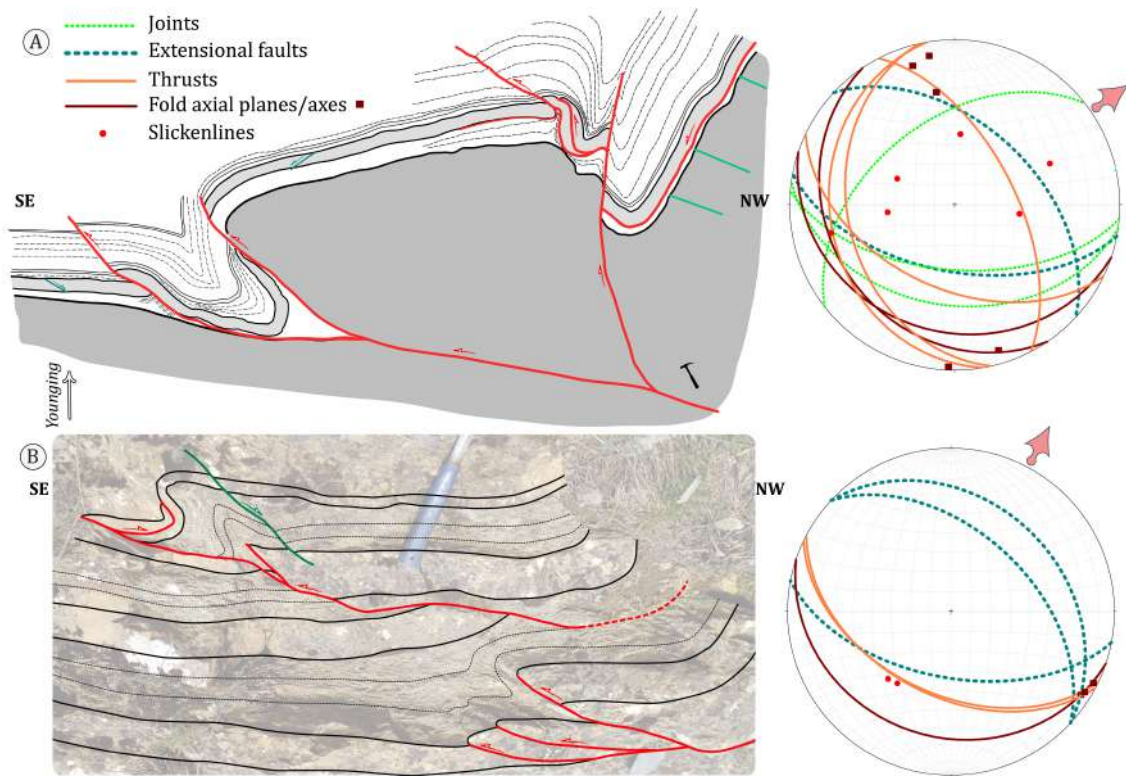 A
Joints
Extensional faults
Thrusts
Fold axial planes/axes
Slickenlines
SE
NW
Younging
B
SE
NW